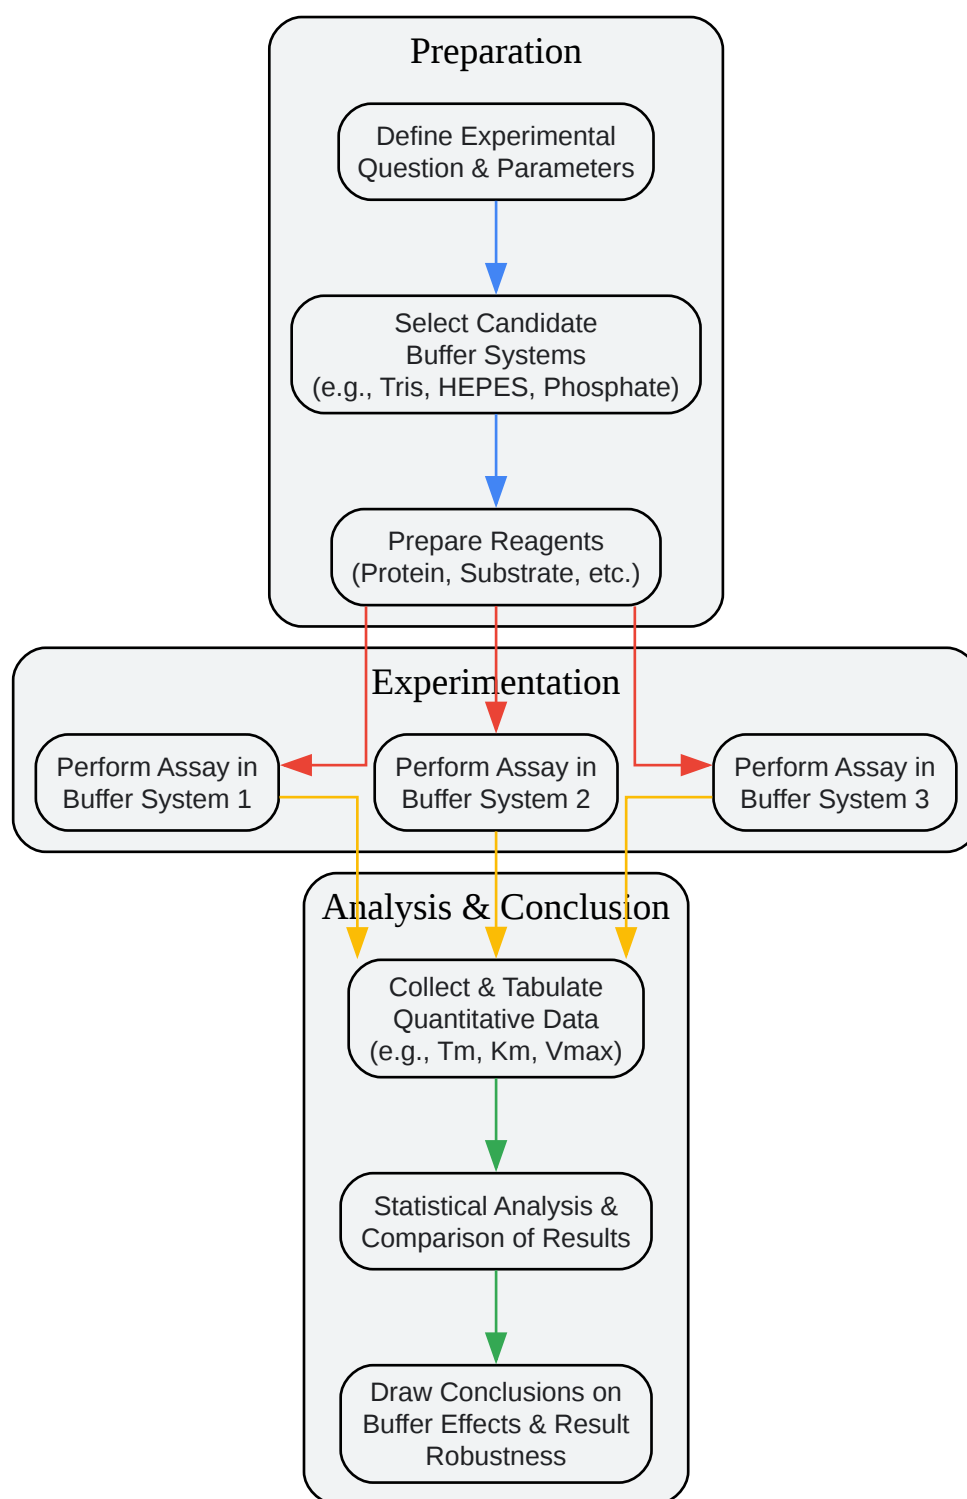 Preparation
Define Experimental
Question & Parameters
Select Candidate
Buffer Systems
(e.g., Tris, HEPES, Phosphate)
Prepare Reagents
(Protein, Substrate, etc.)
Experimentation
Perform Assay in
Buffer System 1
Perform Assay in
Buffer System 2
Perform Assay in
Buffer System 3
Analysis & Conclusion
Collect & Tabulate
Quantitative Data
(e.g., Tm, Km, Vmax)
Statistical Analysis &
Comparison of Results
Draw Conclusions on
Buffer Effects & Result
Robustness